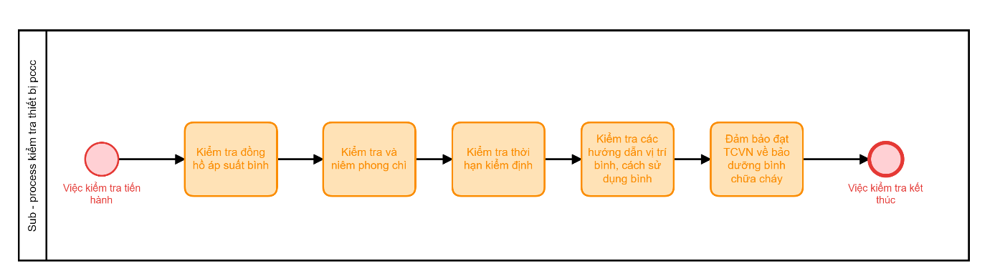 Sub - process kiểm tra thiết bị pccc
Việc kiểm tra tiến
hành
Kiểm tra đồng
hồ áp suất bình
Kiểm tra và
niêm phong chì
Kiểm tra thời
hạn kiểm định
Kiểm tra các
hướng dẫn vị trí
bình, cách sử
dụng bình
Đảm bảo đạt
TCVN về bảo
dưỡng bình
chữa cháy
Việc kiểm tra kết
thúc